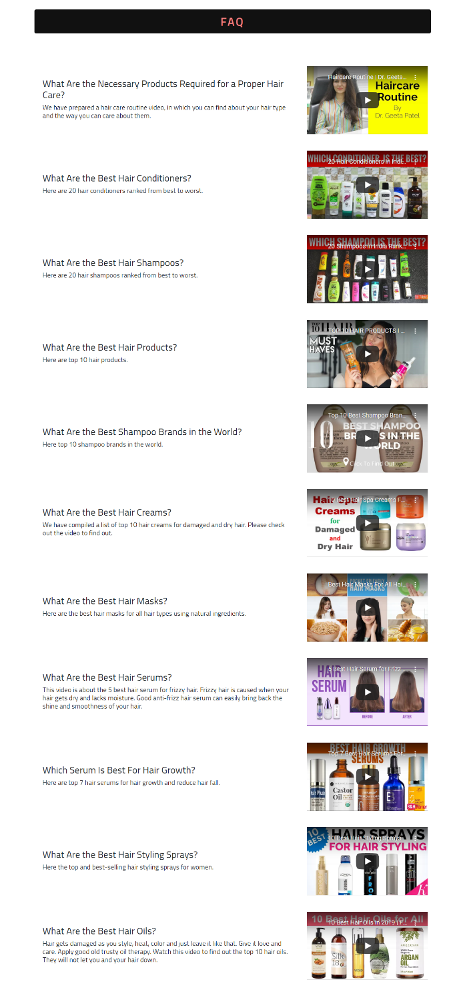 FAQ
What Are the Necessary Products Required for a Proper Hair
Care?
We have prepared a hair care routine video, in which you can find about your hair type
and the way you can care about them.
Haircare Routine | Dr. Geeta...
Haircare
Routine
By
Dr. Geeta Patel
What Are the Best Hair Conditioners?
Here are 20 hair conditioners ranked from best to worst.
WHICH CONDITIONER IS THE BEST?
20 Hair Conditioners in Indi...
What Are the Best Hair Shampoos?
Here are 20 hair shampoos ranked from best to worst.
WHICH SHAMPOO IS THE BEST?
20 Shampoos in India Rank...
What Are the Best Hair Products?
Here are top 10 hair products.
TOP 10 HAIR PRODUCTS | ...
TOP 10 HAIR
MUST
HAVES
What Are the Best Shampoo Brands in the World?
Here top 10 shampoo brands in the world.
Top 10 Best Shampoo Bran...
10 BEST SHAMPOO
IN THE
WORLD
Click To Find Out
What Are the Best Hair Creams?
We have compiled a list of top 10 hair creams for damaged and dry hair. Please check
out the video to find out.
10 Best Hair Spa Creams F...
Hair Spa
Creams
for
Damaged
and
Dry Hair
What Are the Best Hair Masks?
Here are the best hair masks for all hair types using natural ingredients.
Best Hair Masks For All Hai...
HAIR MASKS
What Are the Best Hair Serums?
This video is about the 5 best hair serum for frizzy hair. Frizzy hair is caused when your
hair gets dry and lacks moisture. Good anti-frizz hair serum can easily bring back the
shine and smoothness of your hair.
5 Best Hair Serum for Frizz...
HAIR
SERUM
BEFORE
AFTER
Which Serum Is Best For Hair Growth?
Here are top 7 hair serums for hair growth and reduce hair fall.
BEST HAIR GROWTH
Top 7 Best Hair Serums For...
SERUMS
Castor
Oil
What Are the Best Hair Styling Sprays?
Here the top and best-selling hair styling sprays for women.
10
BEST
HAIR SPRAYS
10 Best Hair Styling Sprays...
FOR HAIR STYLING
What Are the Best Hair Oils?
Hair gets damaged as you style, heat, color and just leave it like that. Give it love and
care. Apply good old trusty oil therapy. Watch this video to find out the top 10 hair oils.
They will not let you and your hair down.
10 Best Hair Oils for All
10 Best Hair Oils in 2019 | F...
Silk
18
ARGAN
OIL